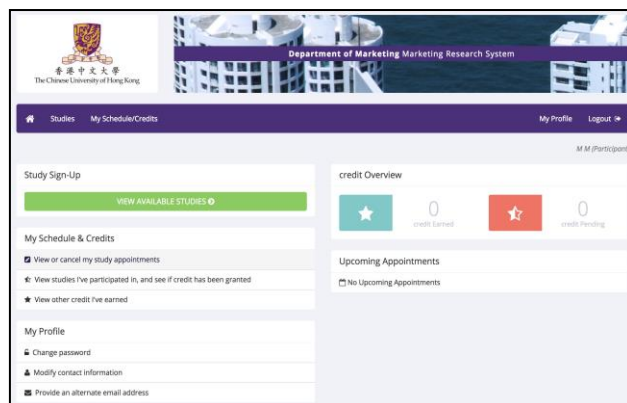 香港中文大學
The Chinese University of Hong Kong
Department of Marketing Marketing Research System
Studies
My Schedule/Credits
My Profile
Logout
M M (Participant
Study Sign-Up
VIEW AVAILABLE STUDIES
My Schedule & Credits
View or cancel my study appointments
View studies I've participated in, and see if credit has been granted
View other credit I've earned
My Profile
Change password
Modify contact information
Provide an alternate email address
credit Overview
0
credit Earned
0
credit Pending
Upcoming Appointments
No Upcoming Appointments